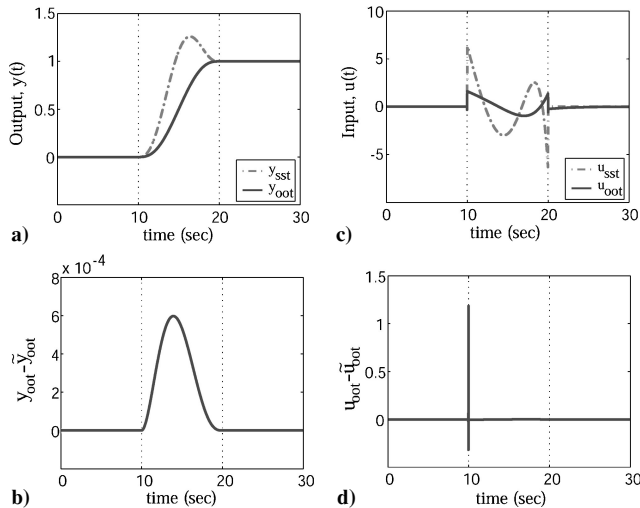 1.5
1
0.5
0
Output, y(t)
y_sst
y_oot
0 10 20 30
time (sec)
a)
10
5
0
-5
Input, u(t)
u_sst
u_oot
0 10 20 30
time (sec)
c)
8 x 10^-4
6
4
2
0
y_oot-ỹ_oot
0 10 20 30
time (sec)
b)
1.5
1
0.5
0
u_oot-ũ_oot
0 10 20 30
time (sec)
d)